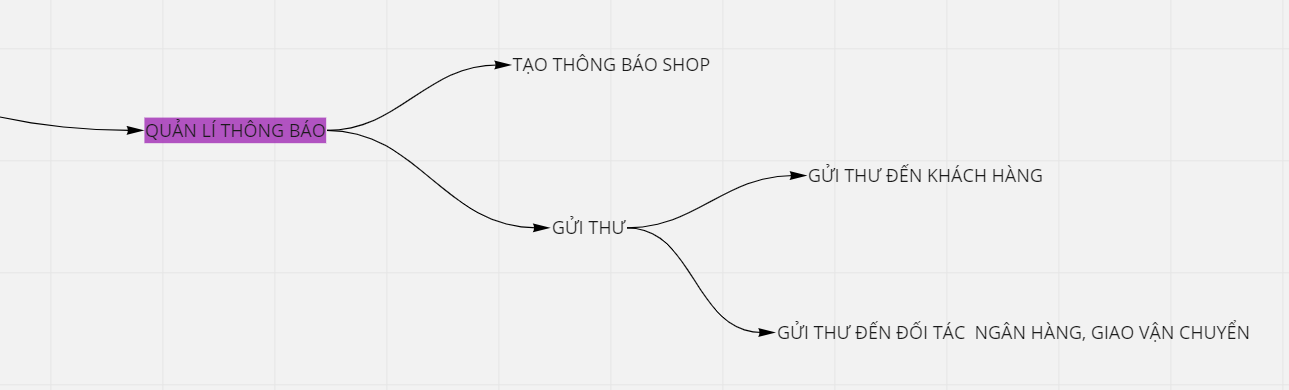 TẠO THÔNG BÁO SHOP
QUẢN LÍ THÔNG BÁO
GỬI THƯ ĐẾN KHÁCH HÀNG
GỬI THƯ
GỬI THƯ ĐẾN ĐỐI TÁC  NGÂN HÀNG, GIAO VẬN CHUYỂN